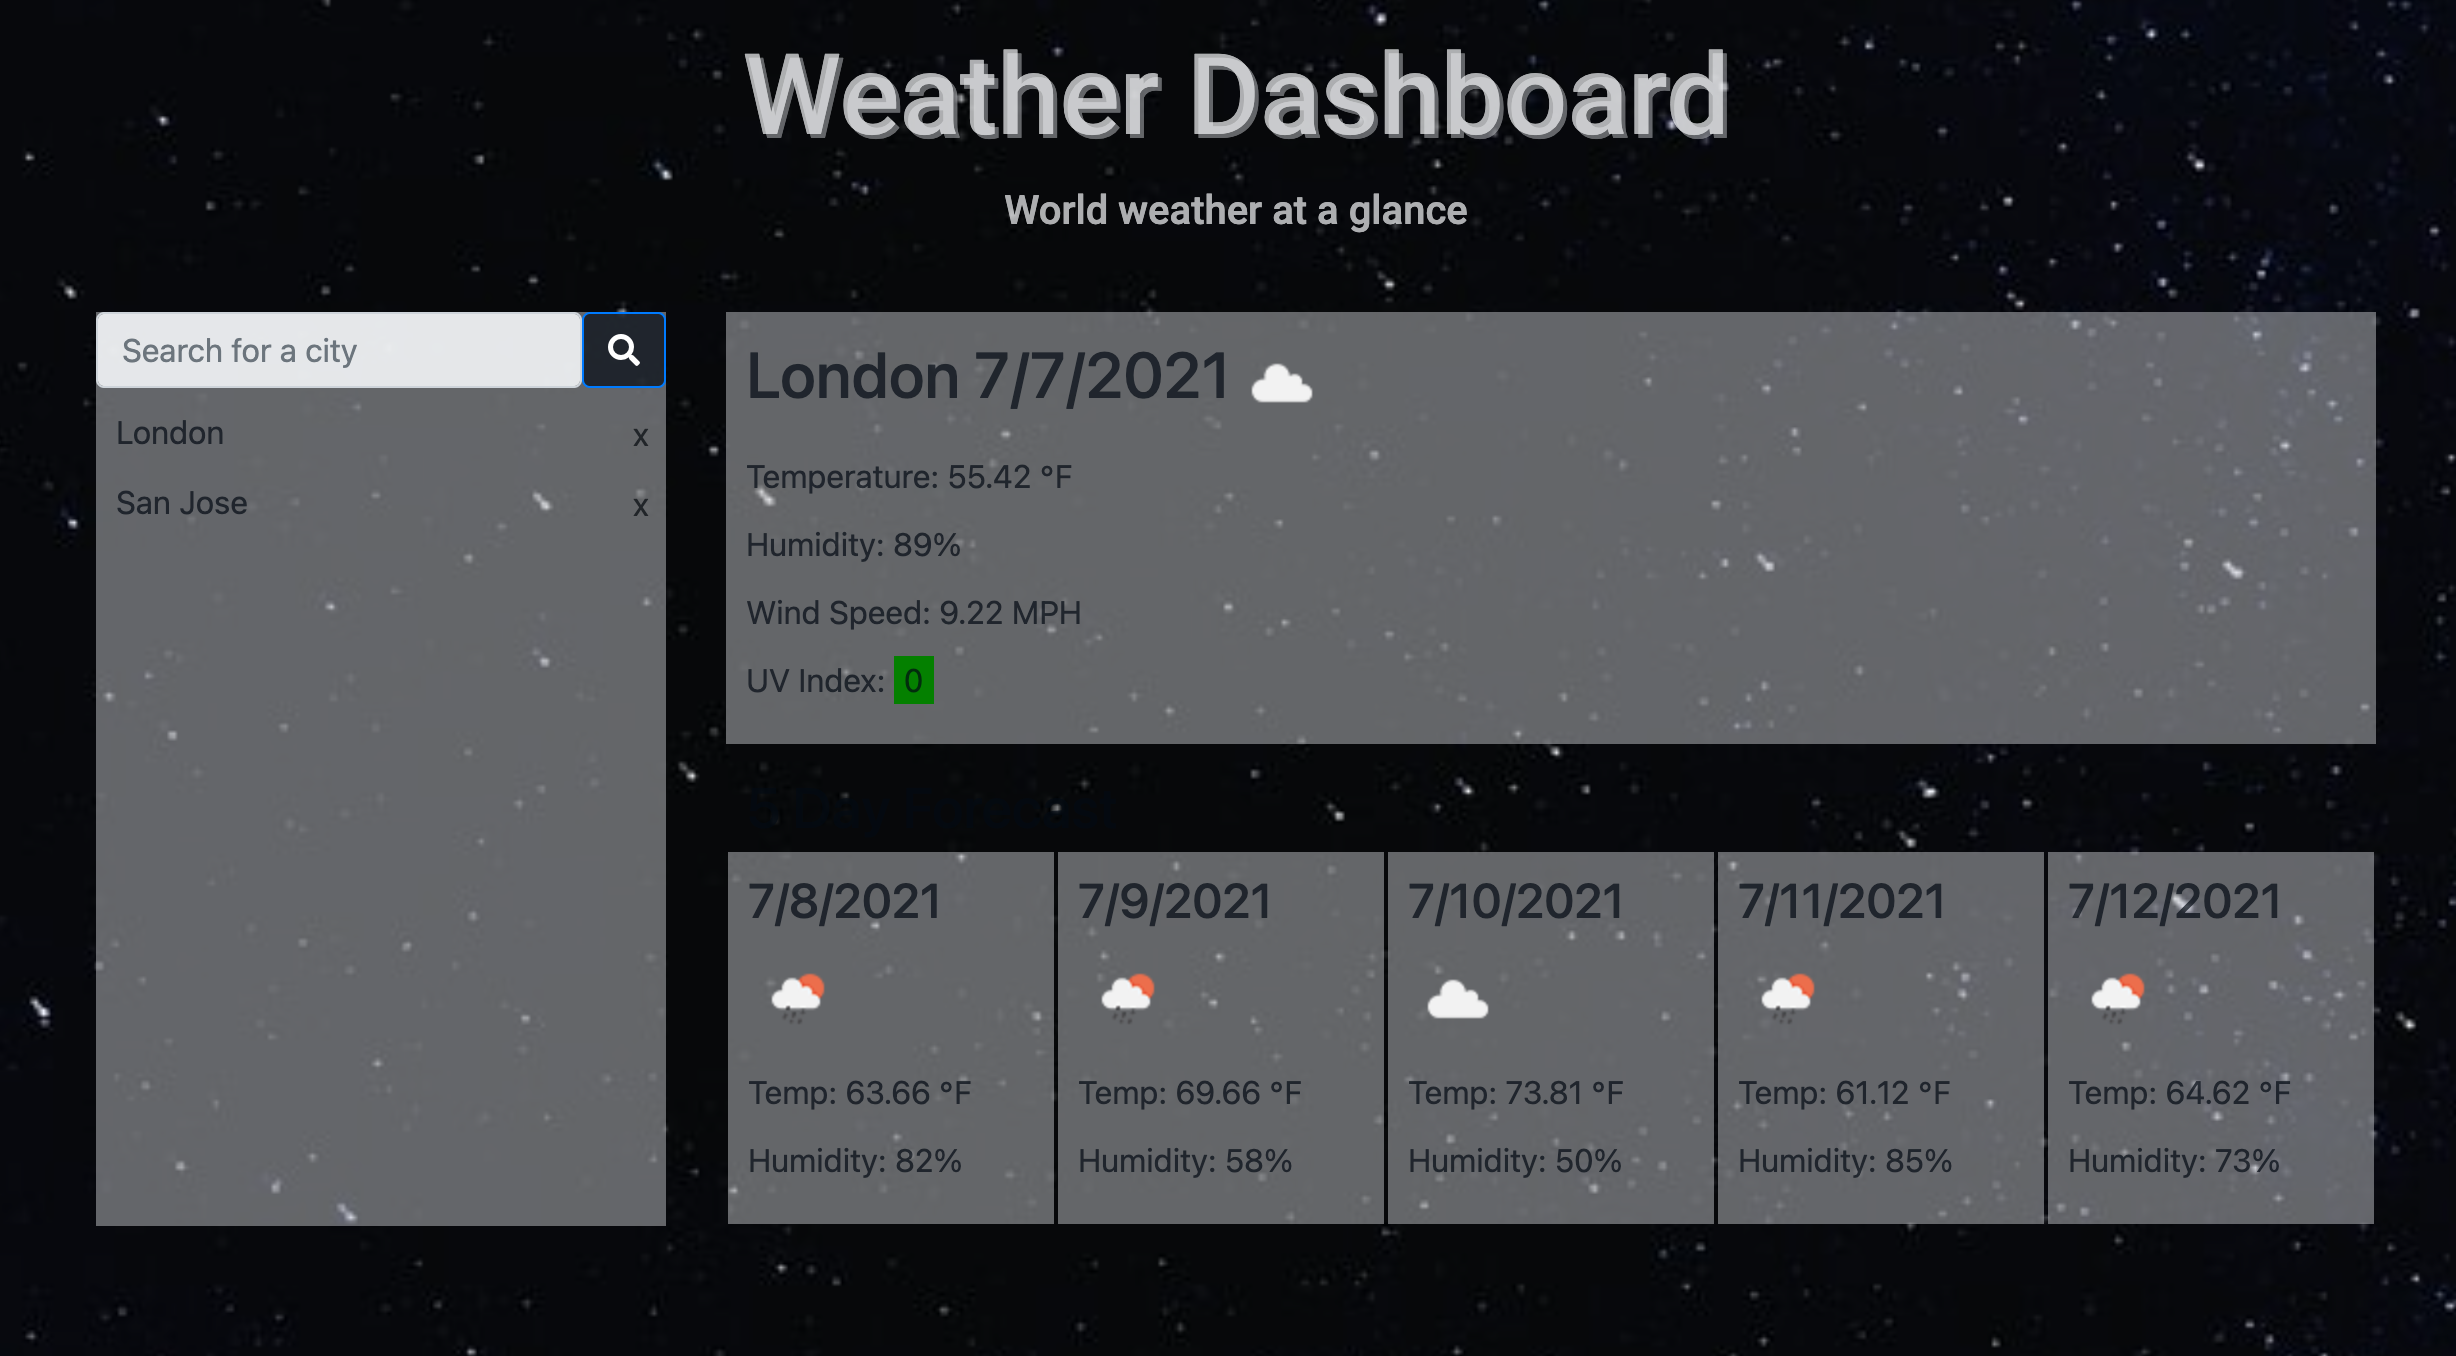 Weather Dashboard
World weather at a glance
Search for a city
London x
San Jose x
London 7/7/2021
Temperature: 55.42 °F
Humidity: 89%
Wind Speed: 9.22 MPH
UV Index: 0
7/8/2021
Temp: 63.66 °F
Humidity: 82%
7/9/2021
Temp: 69.66 °F
Humidity: 58%
7/10/2021
Temp: 73.81 °F
Humidity: 50%
7/11/2021
Temp: 61.12 °F
Humidity: 85%
7/12/2021
Temp: 64.62 °F
Humidity: 73%